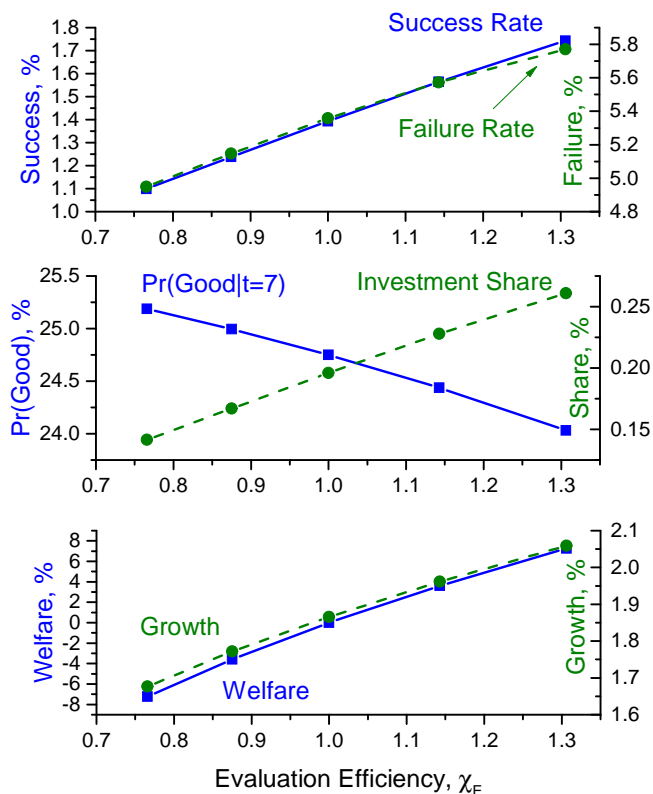 Success Rate
Failure Rate
Success, %
Failure, %
1.8
1.7
1.6
1.5
1.4
1.3
1.2
1.1
1.0
5.8
5.6
5.4
5.2
5.0
4.8
0.7 0.8 0.9 1.0 1.1 1.2 1.3
Pr(Good|t=7)
Investment Share
Pr(Good), %
Share, %
25.5
25.0
24.5
24.0
0.25
0.20
0.15
0.7 0.8 0.9 1.0 1.1 1.2 1.3
Growth
Welfare
Welfare, %
Growth, %
8
6
4
2
0
-2
-4
-6
-8
2.1
2.0
1.9
1.8
1.7
1.6
0.7 0.8 0.9 1.0 1.1 1.2 1.3
Evaluation Efficiency, χE